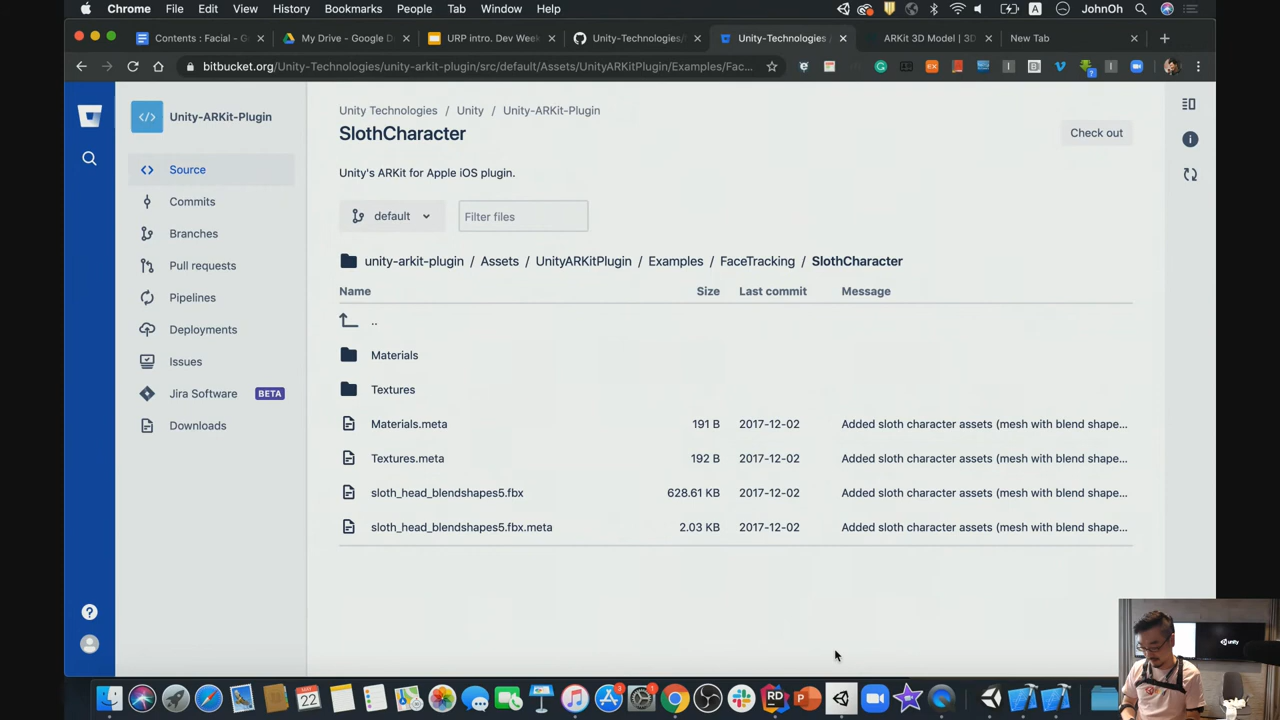 Chrome File Edit View History Bookmarks People Tab Window Help A JohnOh
Contents : Facial - G
My Drive - Google D
URP intro. Dev Week
Unity-Technologies/
Unity-Technologies /
ARKit 3D Model | 3D
New Tab
bitbucket.org/Unity-Technologies/unity-arkit-plugin/src/default/Assets/UnityARKitPlugin/Examples/Fac...
Unity-ARKit-Plugin
Source
Commits
Branches
Pull requests
Pipelines
Deployments
Issues
Jira Software BETA
Downloads
Unity Technologies / Unity / Unity-ARKit-Plugin
SlothCharacter
Check out
Unity's ARKit for Apple iOS plugin.
default
Filter files
unity-arkit-plugin / Assets / UnityARKitPlugin / Examples / FaceTracking / SlothCharacter
Name Size Last commit Message
..
Materials
Textures
Materials.meta 191 B 2017-12-02 Added sloth character assets (mesh with blend shape...
Textures.meta 192 B 2017-12-02 Added sloth character assets (mesh with blend shape...
sloth_head_blendshapes5.fbx 628.61 KB 2017-12-02 Added sloth character assets (mesh with blend shape...
sloth_head_blendshapes5.fbx.meta 2.03 KB 2017-12-02 Added sloth character assets (mesh with blend shape...
unity
MAY
22
3
1
RD